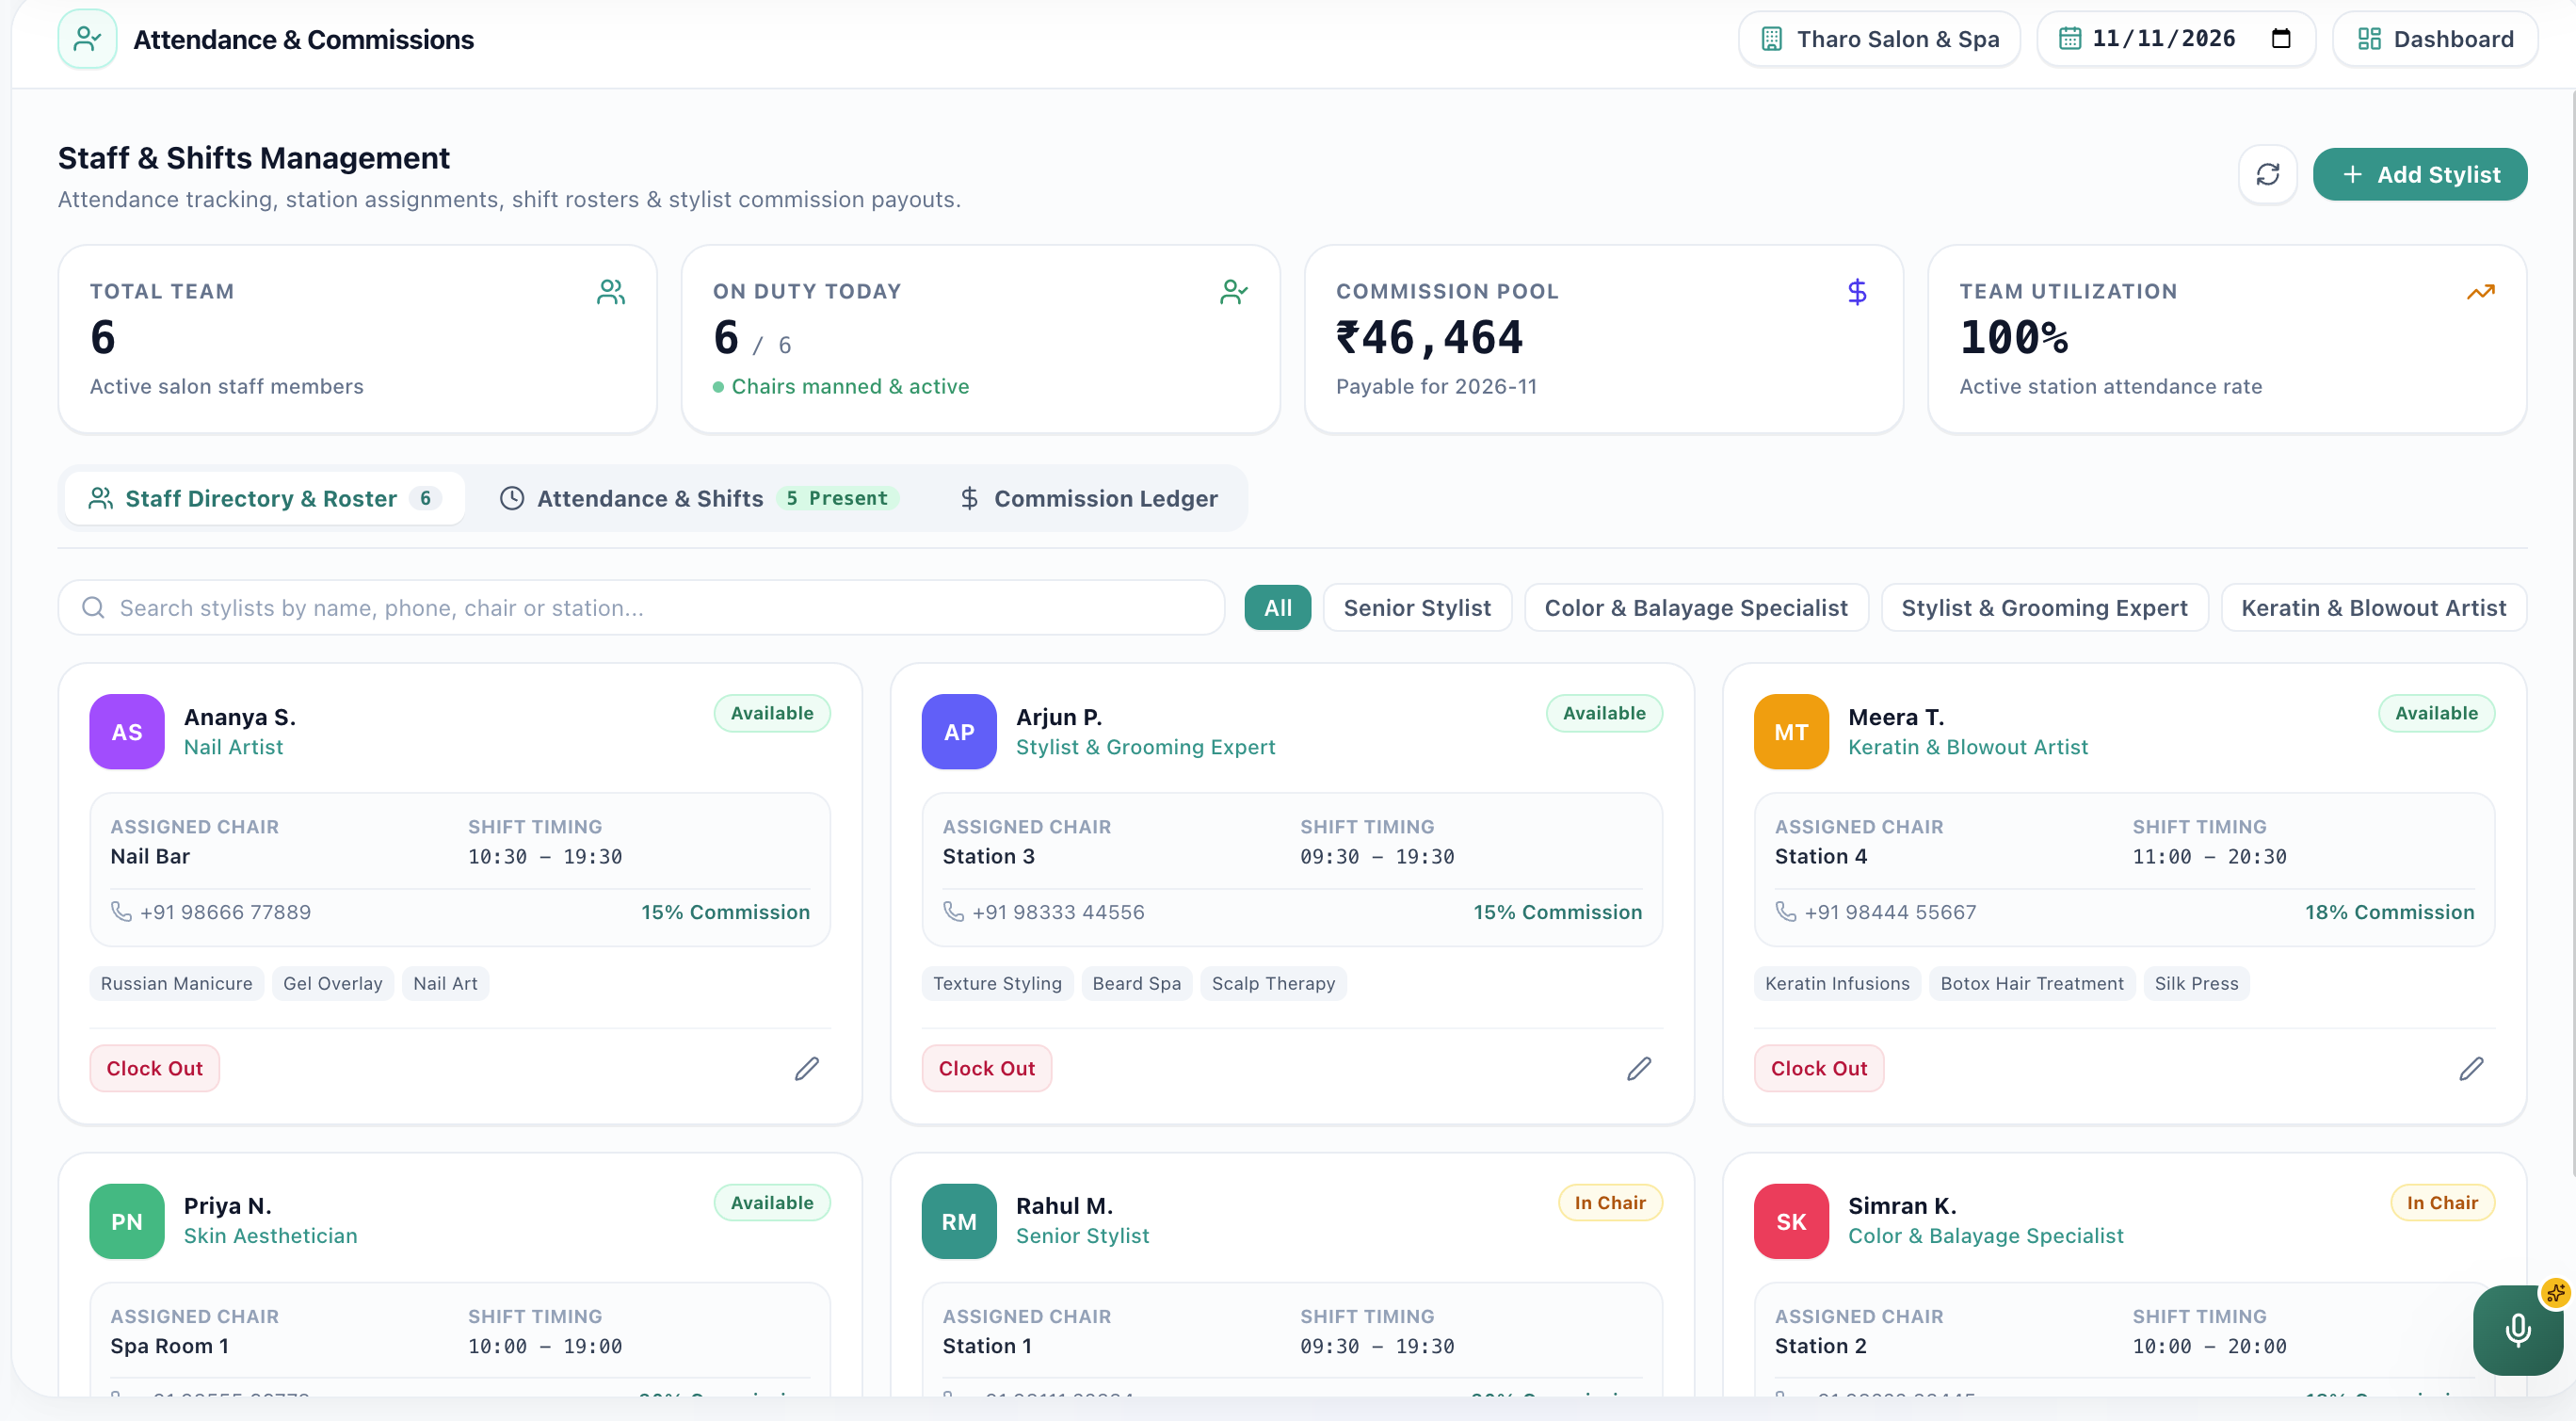 Attendance & Commissions
Tharo Salon & Spa
11/11/2026
Dashboard
Staff & Shifts Management
Attendance tracking, station assignments, shift rosters & stylist commission payouts.
+ Add Stylist
TOTAL TEAM
6
Active salon staff members
ON DUTY TODAY
6 / 6
Chairs manned & active
COMMISSION POOL
$
₹46,464
Payable for 2026-11
TEAM UTILIZATION
100%
Active station attendance rate
Staff Directory & Roster 6
Attendance & Shifts 5 Present
$ Commission Ledger
Search stylists by name, phone, chair or station...
All
Senior Stylist
Color & Balayage Specialist
Stylist & Grooming Expert
Keratin & Blowout Artist
AS
Ananya S.
Nail Artist
Available
ASSIGNED CHAIR
Nail Bar
SHIFT TIMING
10:30 – 19:30
+91 98666 77889
15% Commission
Russian Manicure
Gel Overlay
Nail Art
Clock Out
AP
Arjun P.
Stylist & Grooming Expert
Available
ASSIGNED CHAIR
Station 3
SHIFT TIMING
09:30 – 19:30
+91 98333 44556
15% Commission
Texture Styling
Beard Spa
Scalp Therapy
Clock Out
MT
Meera T.
Keratin & Blowout Artist
Available
ASSIGNED CHAIR
Station 4
SHIFT TIMING
11:00 – 20:30
+91 98444 55667
18% Commission
Keratin Infusions
Botox Hair Treatment
Silk Press
Clock Out
PN
Priya N.
Skin Aesthetician
Available
ASSIGNED CHAIR
Spa Room 1
SHIFT TIMING
10:00 – 19:00
RM
Rahul M.
Senior Stylist
In Chair
ASSIGNED CHAIR
Station 1
SHIFT TIMING
09:30 – 19:30
SK
Simran K.
Color & Balayage Specialist
In Chair
ASSIGNED CHAIR
Station 2
SHIFT TIMING
10:00 – 20:00